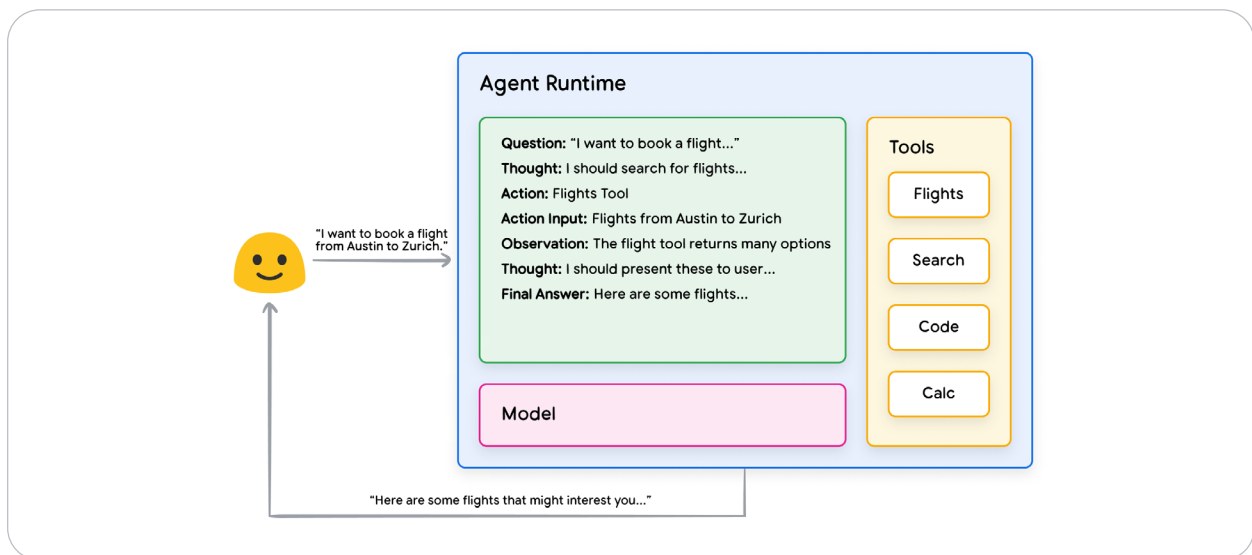 Agent Runtime
Question: “I want to book a flight...”
Thought: I should search for flights...
Action: Flights Tool
Action Input: Flights from Austin to Zurich
Observation: The flight tool returns many options
Thought: I should present these to user...
Final Answer: Here are some flights...
Model
Tools
Flights
Search
Code
Calc
“I want to book a flight
from Austin to Zurich.”
“Here are some flights that might interest you...”